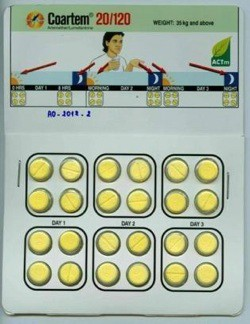 Coartem® 20/120
Artemether/Lumefantrine
WEIGHT: 35 kg and above
ACTm
0 HRS DAY 1 8 HRS MORNING DAY 2 NIGHT MORNING DAY 3 NIGHT
AO-2012-2
DAY 1 DAY 2 DAY 3